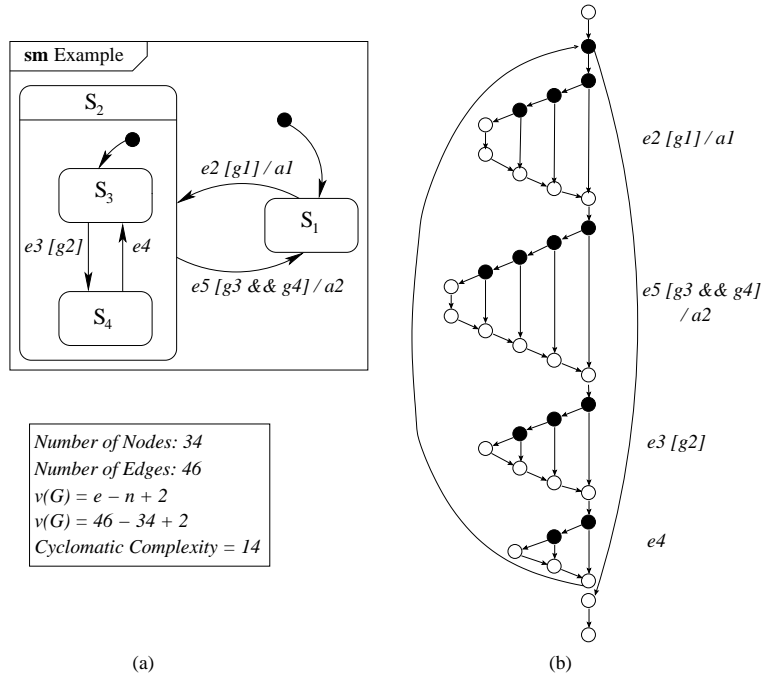 sm Example
S2
e2 [g1] / a1
S3
S1
e3 [g2]
e4
e5 [g3 && g4] / a2
S4
Number of Nodes: 34
Number of Edges: 46
v(G) = e – n + 2
v(G) = 46 – 34 + 2
Cyclomatic Complexity = 14
(a)
e2 [g1] / a1
e5 [g3 && g4]
/ a2
e3 [g2]
e4
(b)